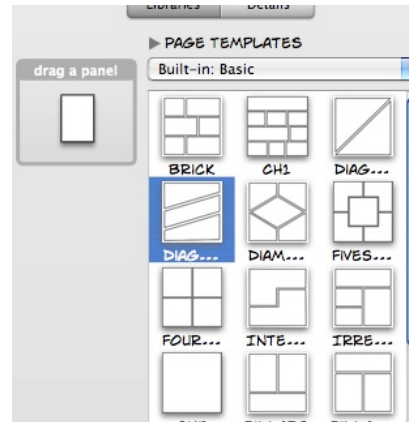 Libraries Details
PAGE TEMPLATES
drag a panel
Built-in: Basic
BRICK CH1 DIAG...
DIAG... DIAM... FIVES...
FOUR... INTE... IRRE...